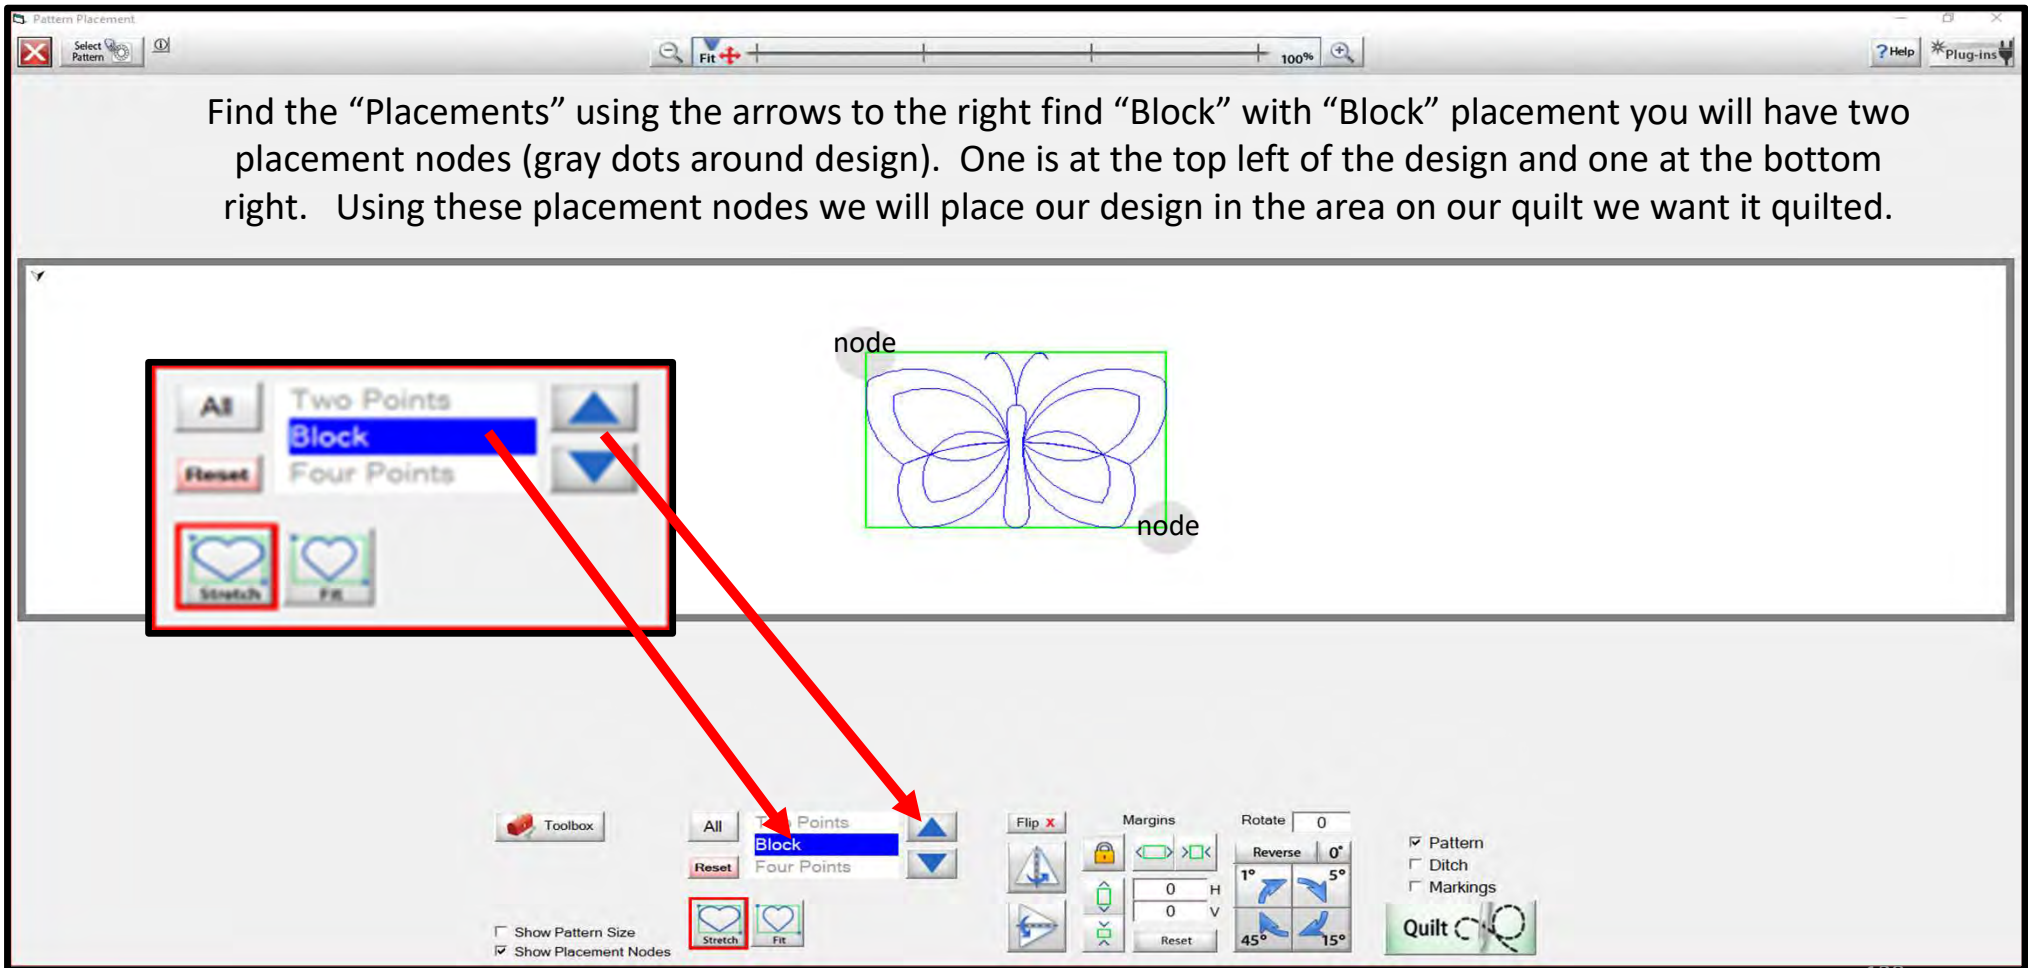 Pattern Placement
Select Pattern
Fit
100%
? Help
Plug-ins
Find the “Placements” using the arrows to the right find “Block” with “Block” placement you will have two
placement nodes (gray dots around design).  One is at the top left of the design and one at the bottom
right.   Using these placement nodes we will place our design in the area on our quilt we want it quilted.
node
node
All
Two Points
Block
Reset
Four Points
Stretch
Fit
Toolbox
All
Points
Block
Reset
Four Points
Stretch
Fit
Show Pattern Size
Show Placement Nodes
Flip X
Margins
0 H
0 V
Reset
Rotate 0
Reverse 0°
1° 5°
45° 15°
Pattern
Ditch
Markings
Quilt